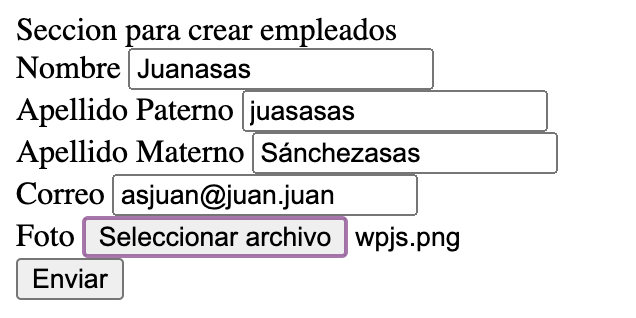 Seccion para crear empleados
Nombre Juanasas
Apellido Paterno juasasas
Apellido Materno Sánchezasas
Correo asjuan@juan.juan
Foto Seleccionar archivo wpjs.png
Enviar